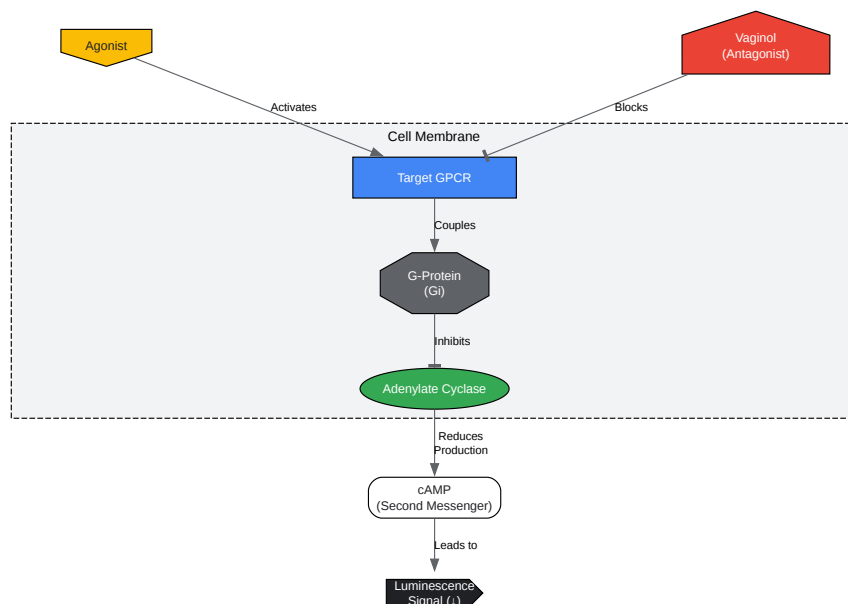 Agonist
Vaginol
(Antagonist)
Activates
Blocks
Cell Membrane
Target GPCR
Couples
G-Protein
(Gi)
Inhibits
Adenylate Cyclase
Reduces
Production
cAMP
(Second Messenger)
Leads to
Luminescence
Signal (↓)